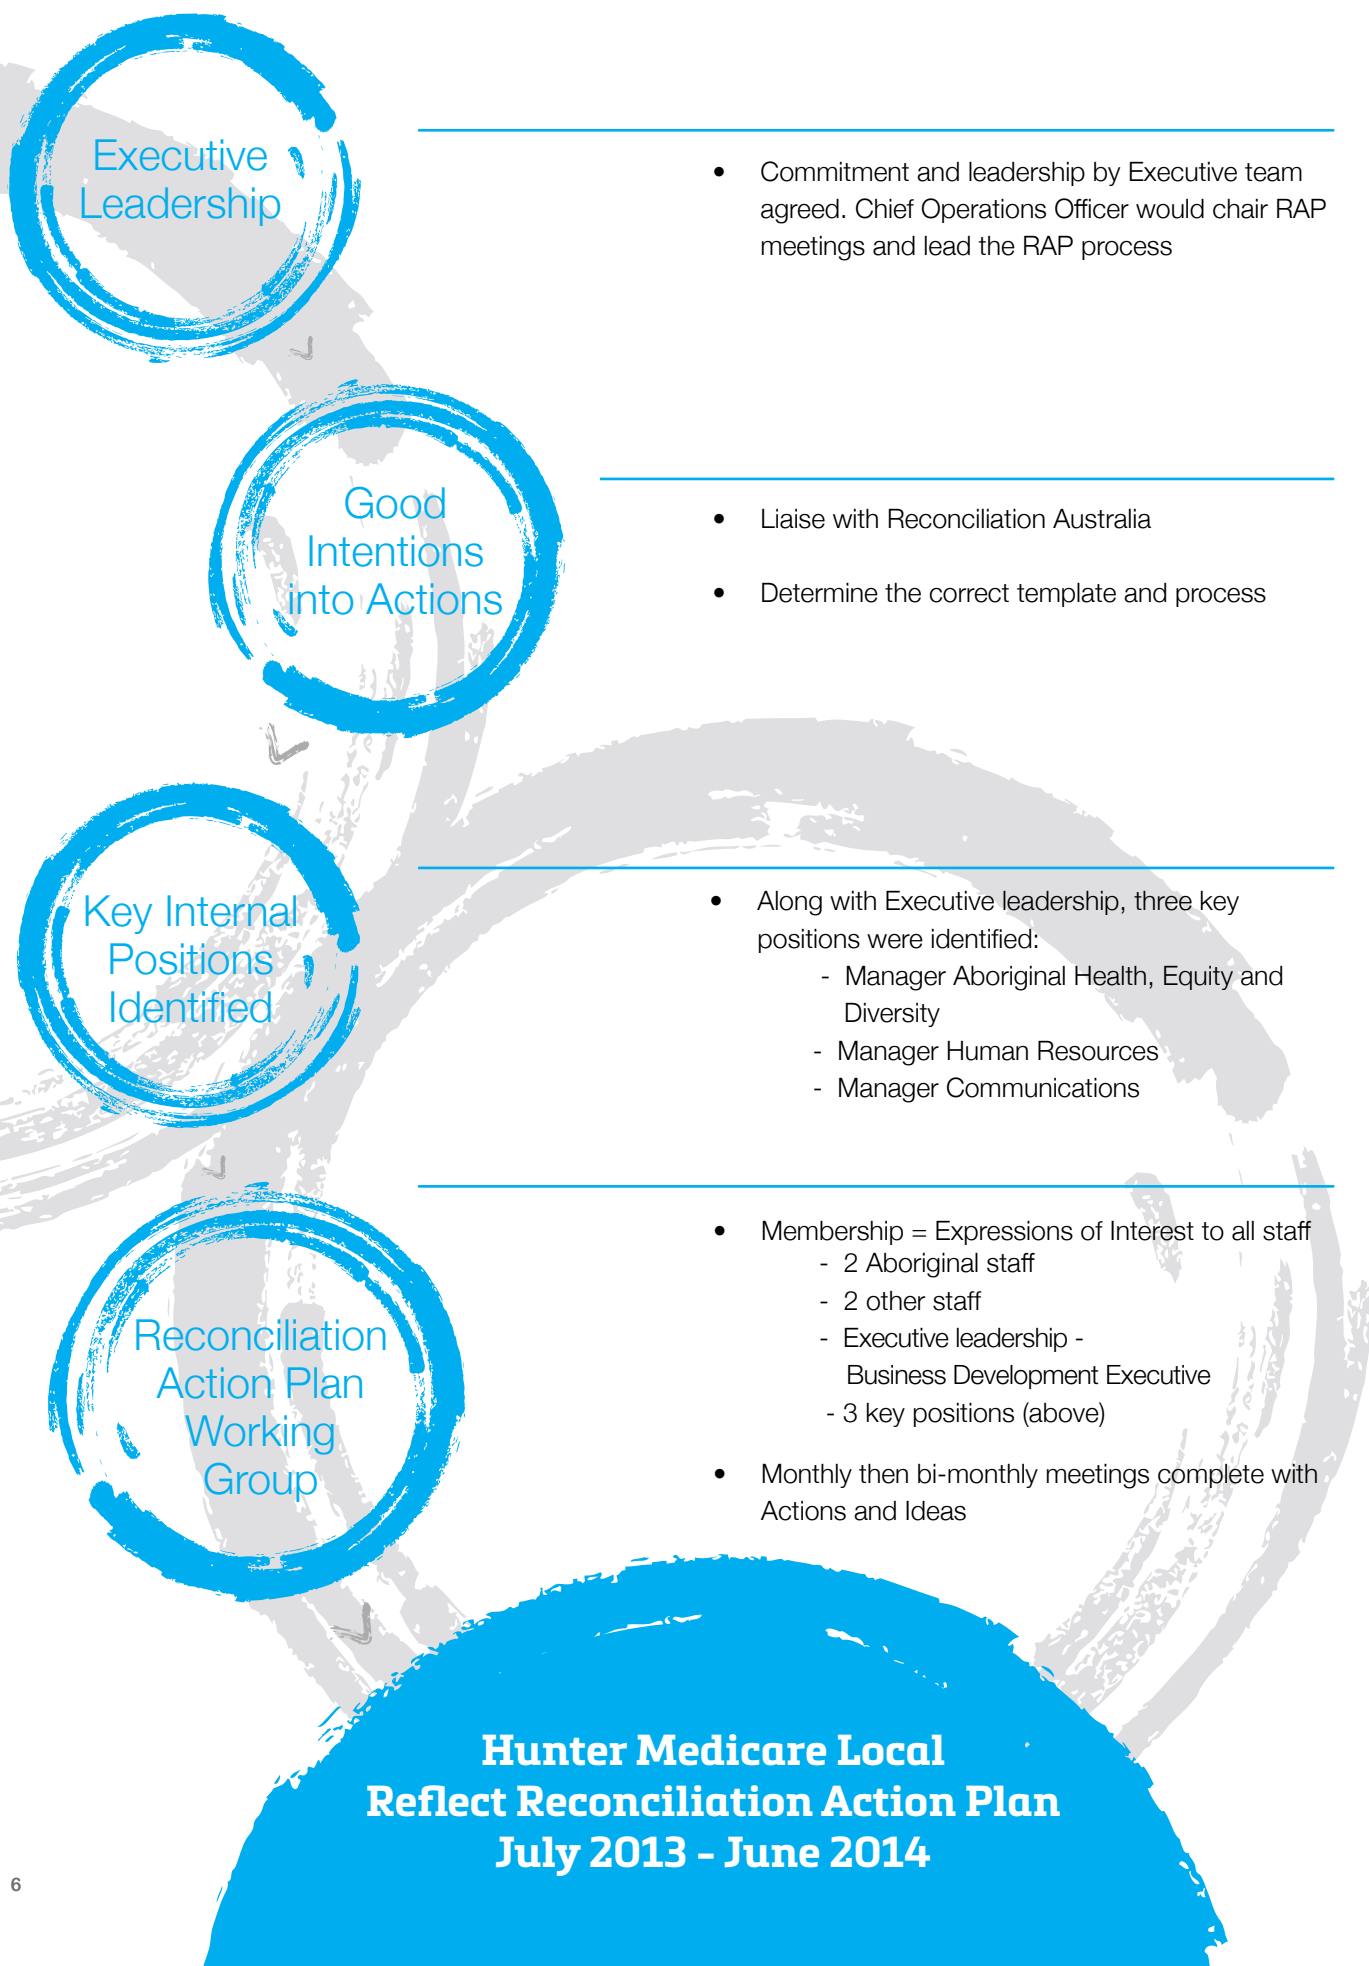 Executive
Leadership
• Commitment and leadership by Executive team
agreed. Chief Operations Officer would chair RAP
meetings and lead the RAP process
Good
Intentions
into Actions
• Liaise with Reconciliation Australia
• Determine the correct template and process
Key Internal
Positions
Identified
• Along with Executive leadership, three key
positions were identified:
- Manager Aboriginal Health, Equity and
Diversity
- Manager Human Resources
- Manager Communications
Reconciliation
Action Plan
Working
Group
• Membership = Expressions of Interest to all staff
- 2 Aboriginal staff
- 2 other staff
- Executive leadership -
Business Development Executive
- 3 key positions (above)
• Monthly then bi-monthly meetings complete with
Actions and Ideas
Hunter Medicare Local
Reflect Reconciliation Action Plan
July 2013 - June 2014
6